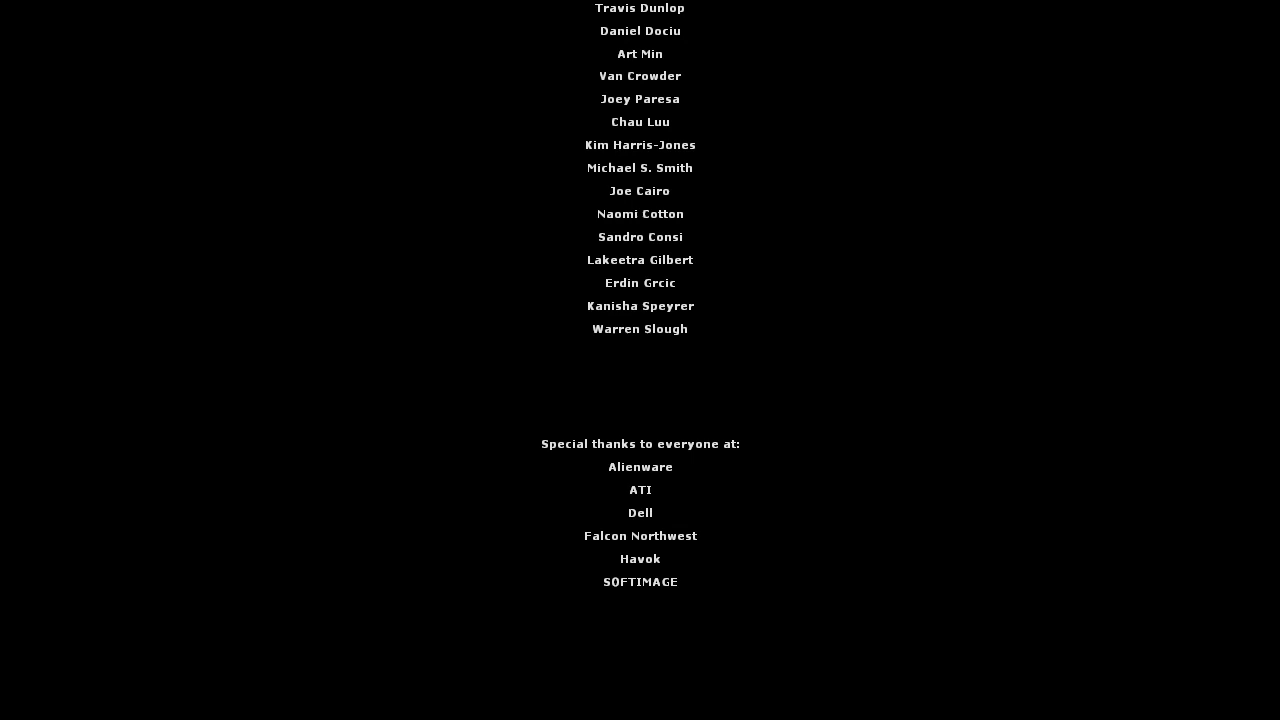 Travis Dunlop
Daniel Dociu
Art Min
Van Crowder
Joey Paresa
Chau Luu
Kim Harris-Jones
Michael S. Smith
Joe Cairo
Naomi Cotton
Sandro Consi
Lakeetra Gilbert
Erdin Grcic
Kanisha Speyrer
Warren Slough
Special thanks to everyone at:
Alienware
ATI
Dell
Falcon Northwest
Havok
SOFTIMAGE